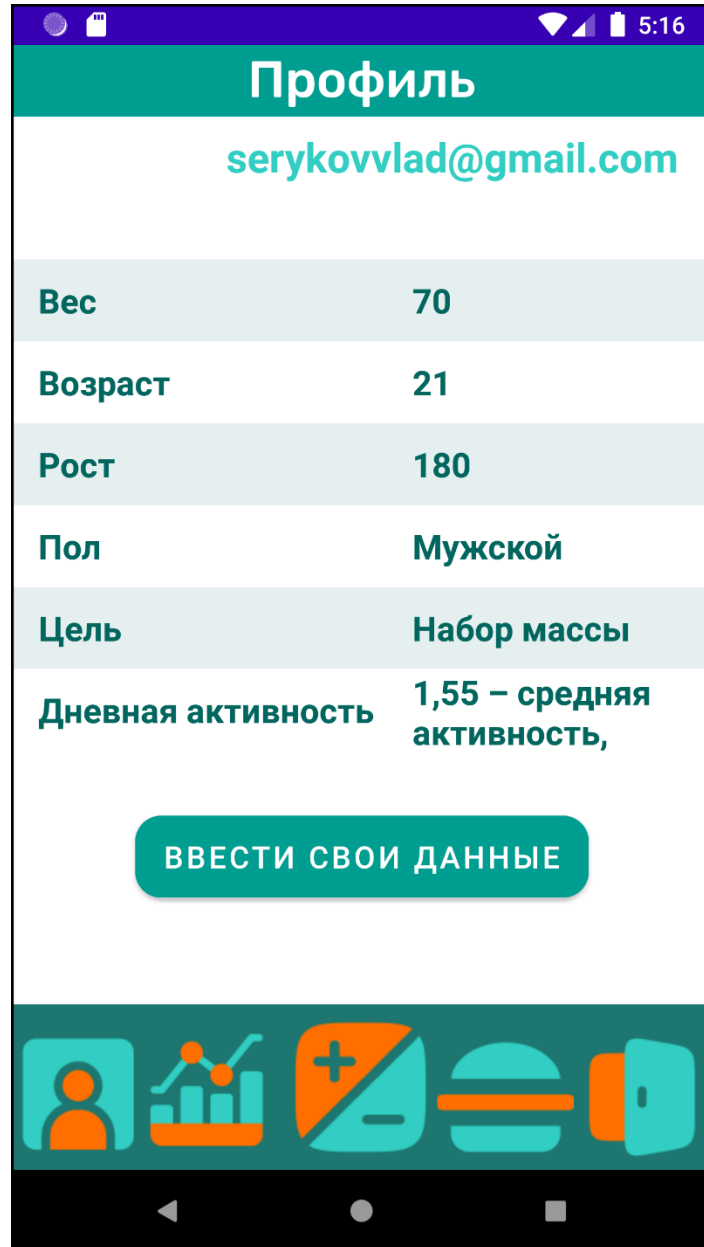 5:16
Профиль
serykovvlad@gmail.com
Вес 70
Возраст 21
Рост 180
Пол Мужской
Цель Набор массы
Дневная активность 1,55 – средняя
активность,
ВВЕСТИ СВОИ ДАННЫЕ